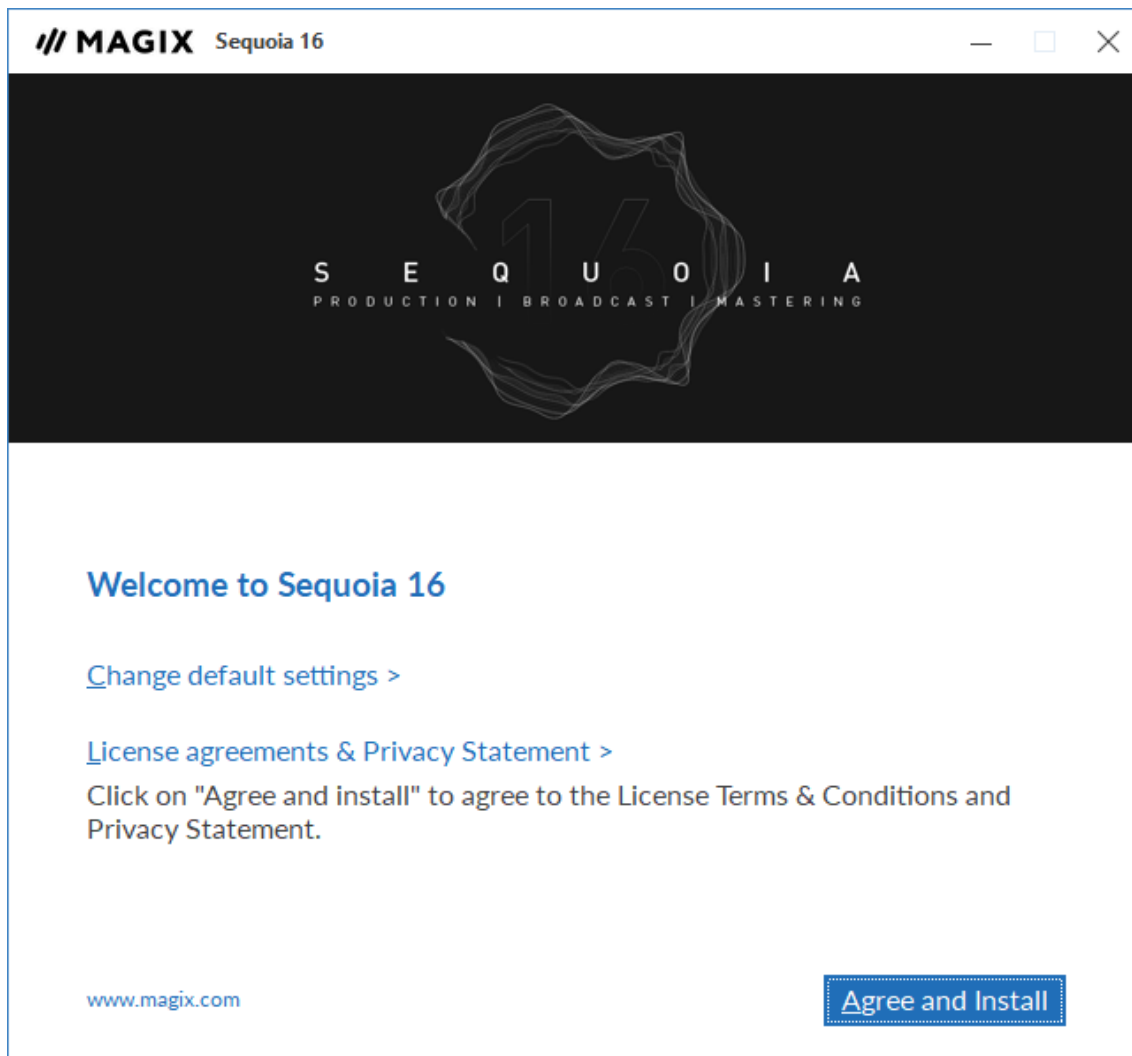 MAGIX Sequoia 16
16
S E Q U O I A
PRODUCTION | BROADCAST | MASTERING
Welcome to Sequoia 16
Change default settings >
License agreements & Privacy Statement >
Click on "Agree and install" to agree to the License Terms & Conditions and
Privacy Statement.
www.magix.com
Agree and Install